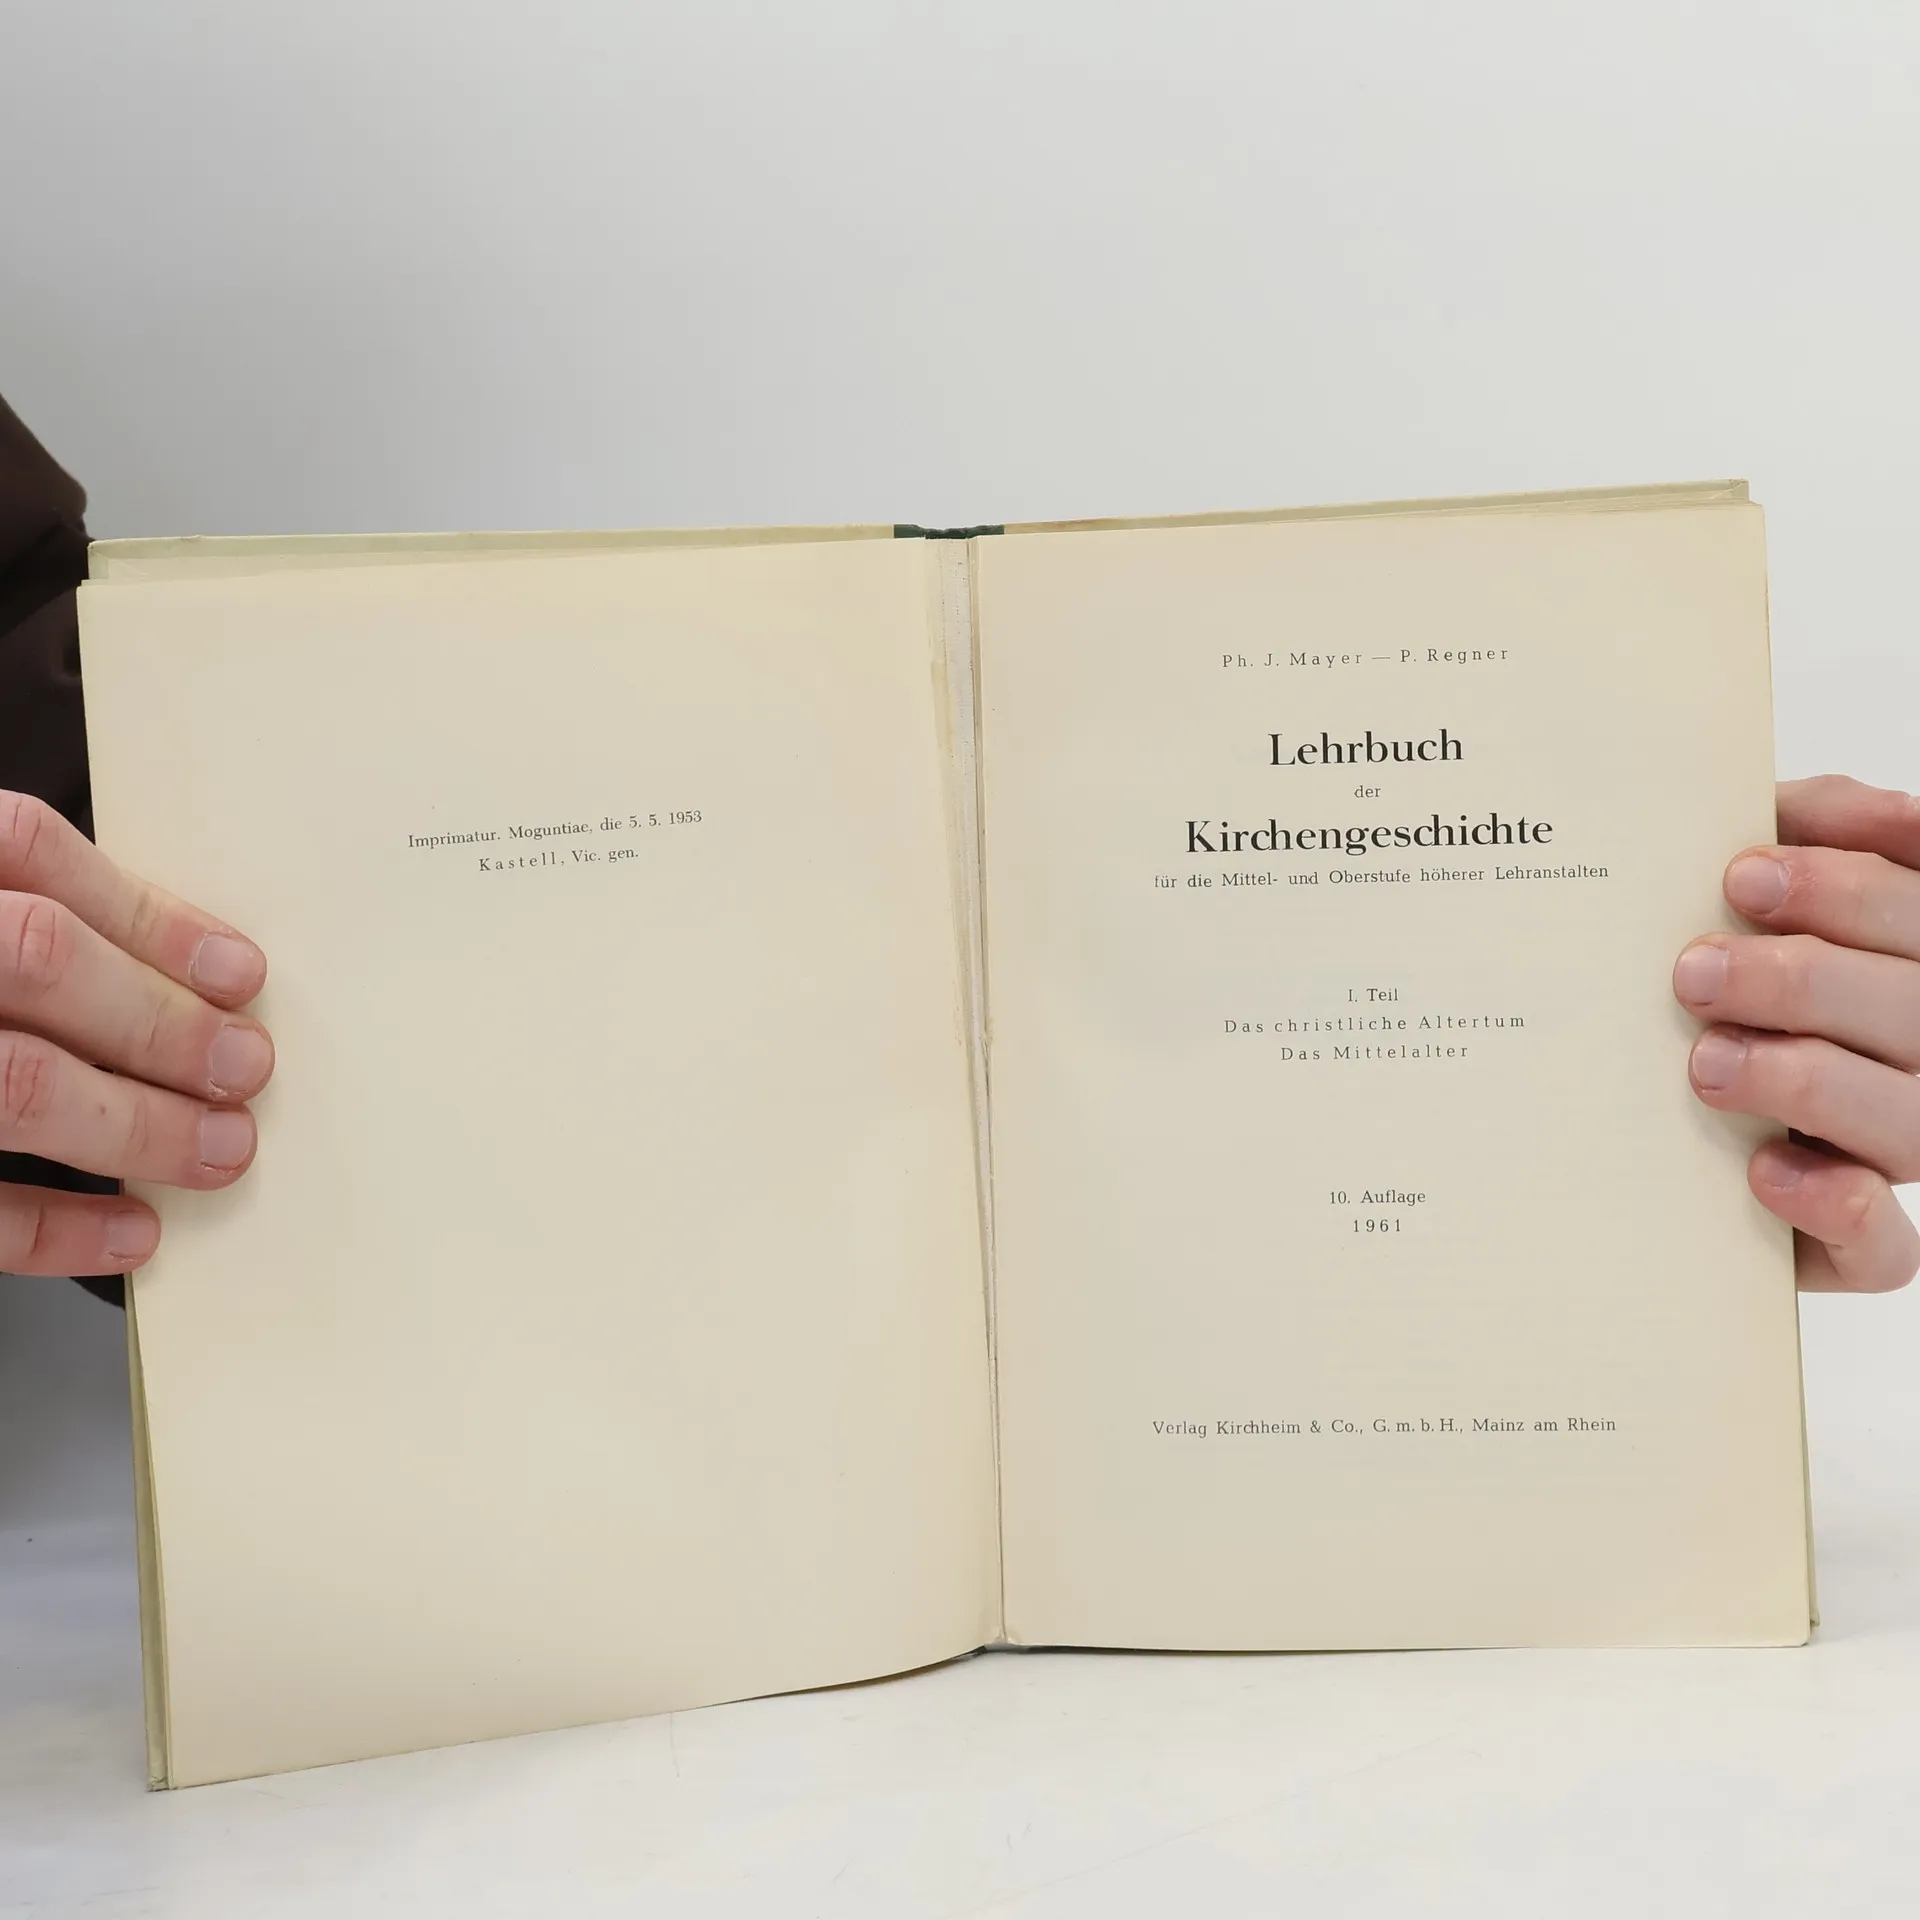 Imprimatur. Moguntiae, die 5. 5. 1953
Kastell, Vic. gen.
Ph. J. Mayer — P. Regner
Lehrbuch
der
Kirchengeschichte
für die Mittel- und Oberstufe höherer Lehranstalten
I. Teil
Das christliche Altertum
Das Mittelalter
10. Auflage
1961
Verlag Kirchheim & Co., G. m. b. H., Mainz am Rhein